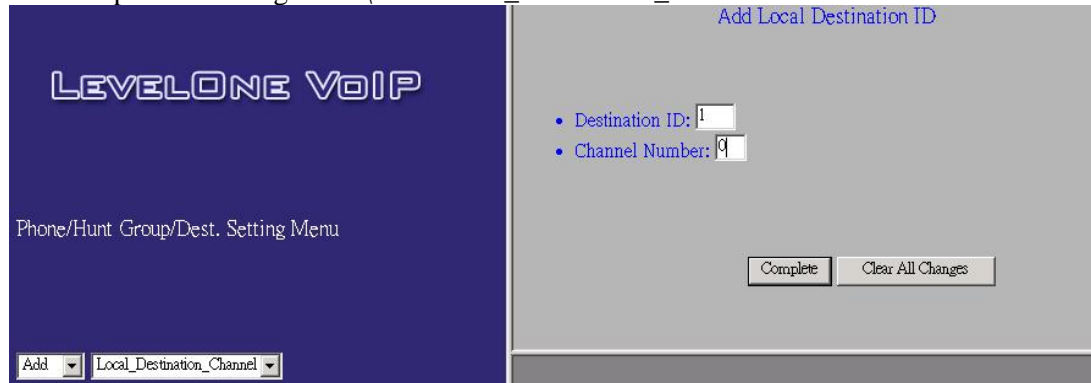 Add Local Destination ID
LEVELONE VOIP
• Destination ID: 1
• Channel Number: 0
Phone/Hunt Group/Dest. Setting Menu
Complete Clear All Changes
Add Local_Destination_Channel